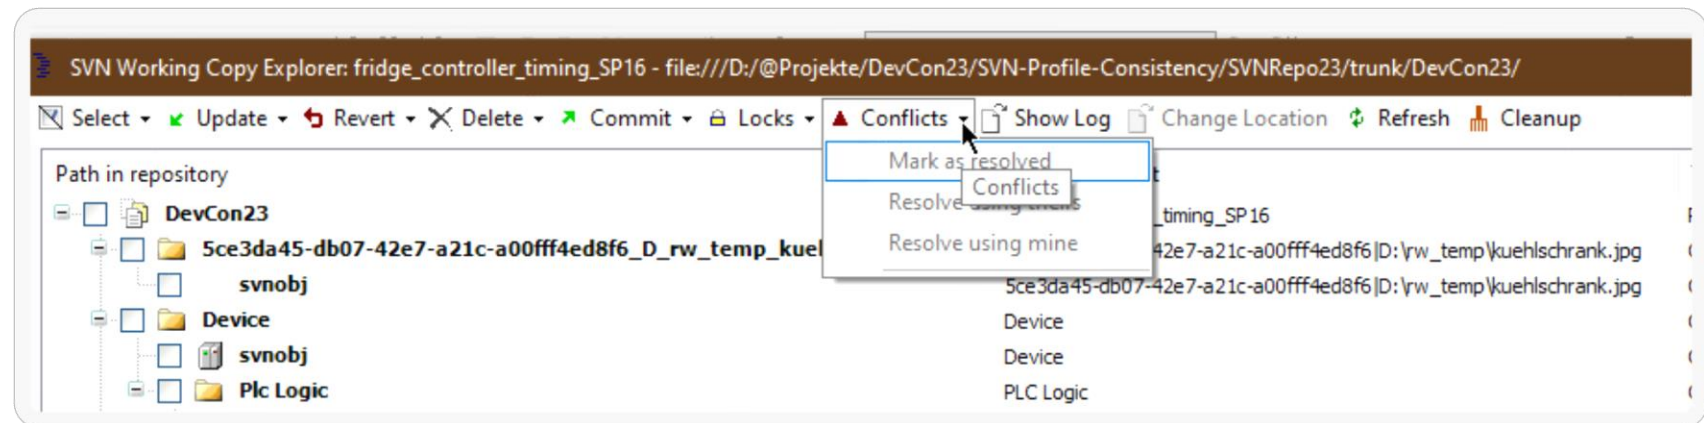 SVN Working Copy Explorer: fridge_controller_timing_SP16 - file:///D:/@Projekte/DevCon23/SVN-Profile-Consistency/SVNRepo23/trunk/DevCon23/
Select Update Revert Delete Commit Locks Conflicts Show Log Change Location Refresh Cleanup
Path in repository
Mark as resolved
Conflicts
Resolve using theirs
Resolve using mine
DevCon23 _timing_SP16
5ce3da45-db07-42e7-a21c-a00fff4ed8f6_D_rw_temp_kuel 42e7-a21c-a00fff4ed8f6|D:\rw_temp\kuehlschrank.jpg
svnobj 5ce3da45-db07-42e7-a21c-a00fff4ed8f6|D:\rw_temp\kuehlschrank.jpg
Device Device
svnobj Device
Plc Logic PLC Logic